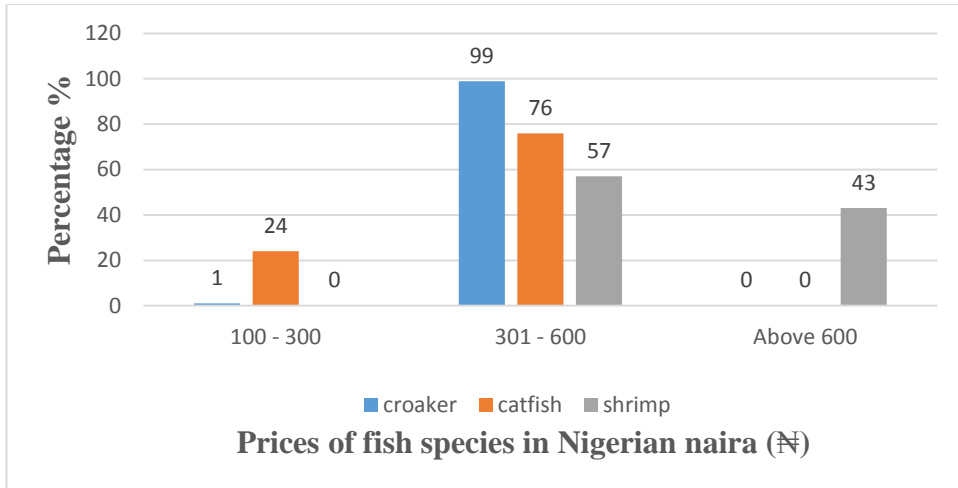 120
100
80
60
40
20
0
Percentage %
1
24
0
99
76
57
0
0
43
100 - 300
301 - 600
Above 600
croaker
catfish
shrimp
Prices of fish species in Nigerian naira (₦)